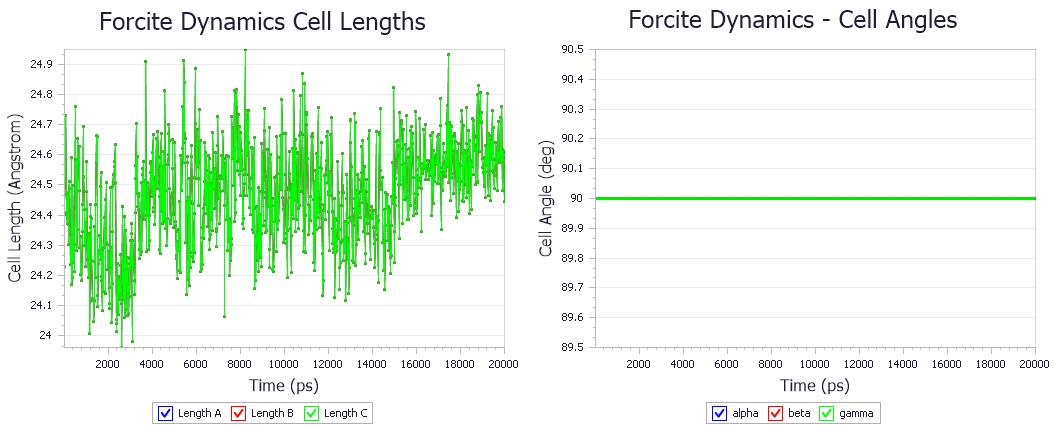 Forcite Dynamics Cell Lengths
Cell Length (Angstrom)
24.9
24.8
24.7
24.6
24.5
24.4
24.3
24.2
24.1
24
2000 4000 6000 8000 10000 12000 14000 16000 18000 20000
Time (ps)
Length A Length B Length C
Forcite Dynamics - Cell Angles
Cell Angle (deg)
90.5
90.4
90.3
90.2
90.1
90
89.9
89.8
89.7
89.6
89.5
2000 4000 6000 8000 10000 12000 14000 16000 18000 20000
Time (ps)
alpha beta gamma